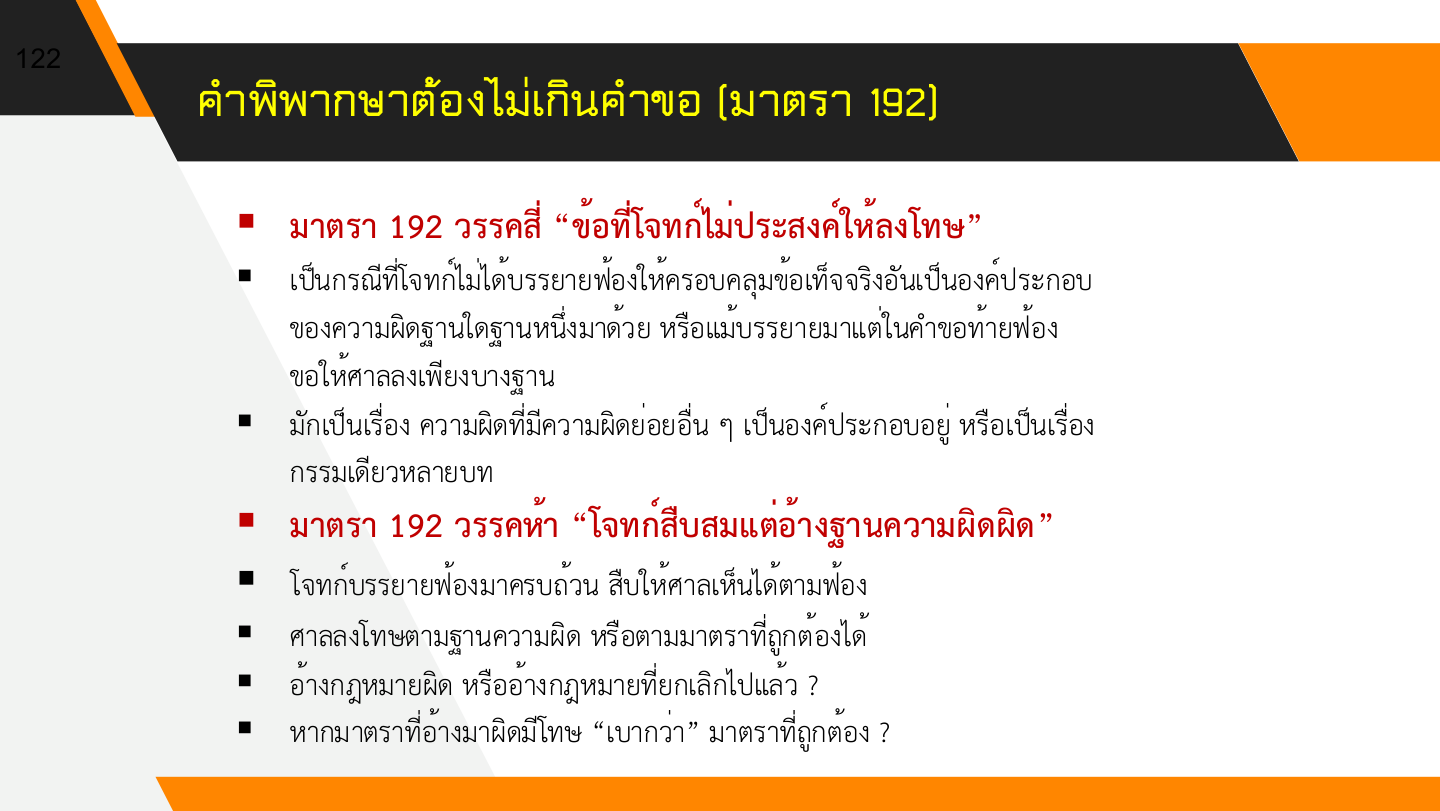 122
คำพิพากษาต้องไม่เกินคำขอ (มาตรา 192)
▪ มาตรา 192 วรรคสี่ “ข้อที่โจทก์ไม่ประสงค์ให้ลงโทษ”
▪ เป็นกรณีที่โจทก์ไม่ได้บรรยายฟ้องให้ครอบคลุมข้อเท็จจริงอันเป็นองค์ประกอบ
ของความผิดฐานใดฐานหนึ่งมาด้วย หรือแม้บรรยายมาแต่ในคำขอท้ายฟ้อง
ขอให้ศาลลงเพียงบางฐาน
▪ มักเป็นเรื่อง ความผิดที่มีความผิดย่อยอื่น ๆ เป็นองค์ประกอบอยู่ หรือเป็นเรื่อง
กรรมเดียวหลายบท
▪ มาตรา 192 วรรคห้า “โจทก์สืบสมแต่อ้างฐานความผิดผิด”
▪ โจทก์บรรยายฟ้องมาครบถ้วน สืบให้ศาลเห็นได้ตามฟ้อง
▪ ศาลลงโทษตามฐานความผิด หรือตามมาตราที่ถูกต้องได้
▪ อ้างกฎหมายผิด หรืออ้างกฎหมายที่ยกเลิกไปแล้ว ?
▪ หากมาตราที่อ้างมาผิดมีโทษ “เบากว่า” มาตราที่ถูกต้อง ?